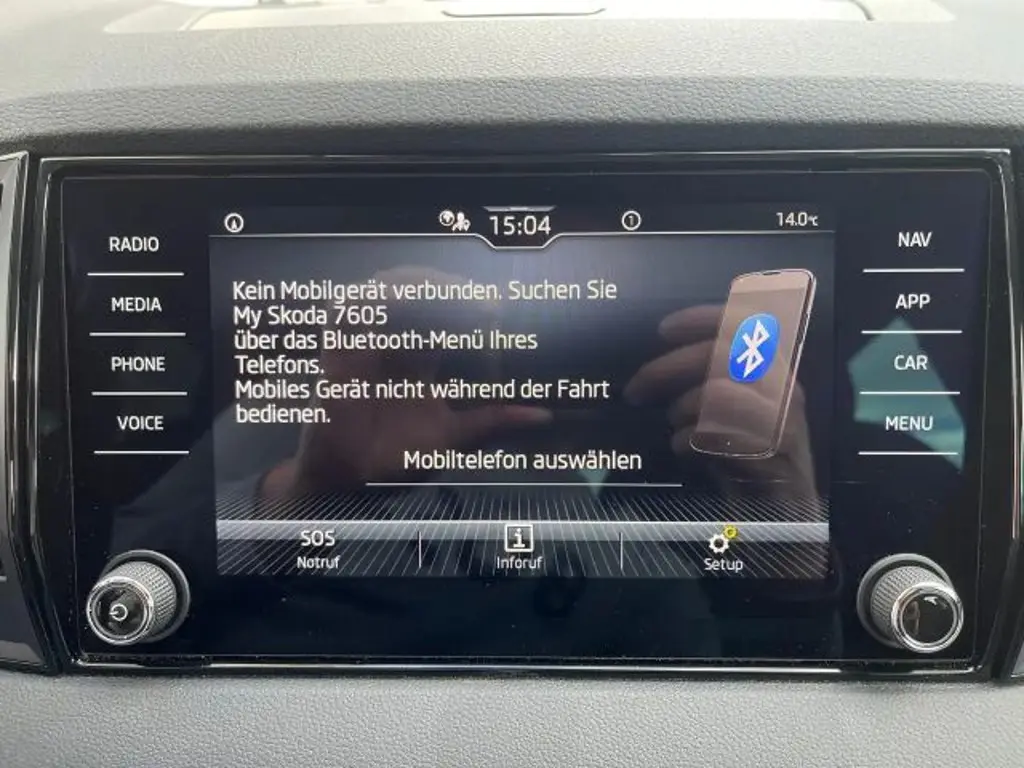 15:04
1
14.0°C
RADIO
MEDIA
PHONE
VOICE
Kein Mobilgerät verbunden. Suchen Sie
My Skoda 7605
über das Bluetooth-Menü Ihres
Telefons.
Mobiles Gerät nicht während der Fahrt
bedienen.
Mobiltelefon auswählen
NAV
APP
CAR
MENU
SOS
Notruf
i
Inforuf
Setup